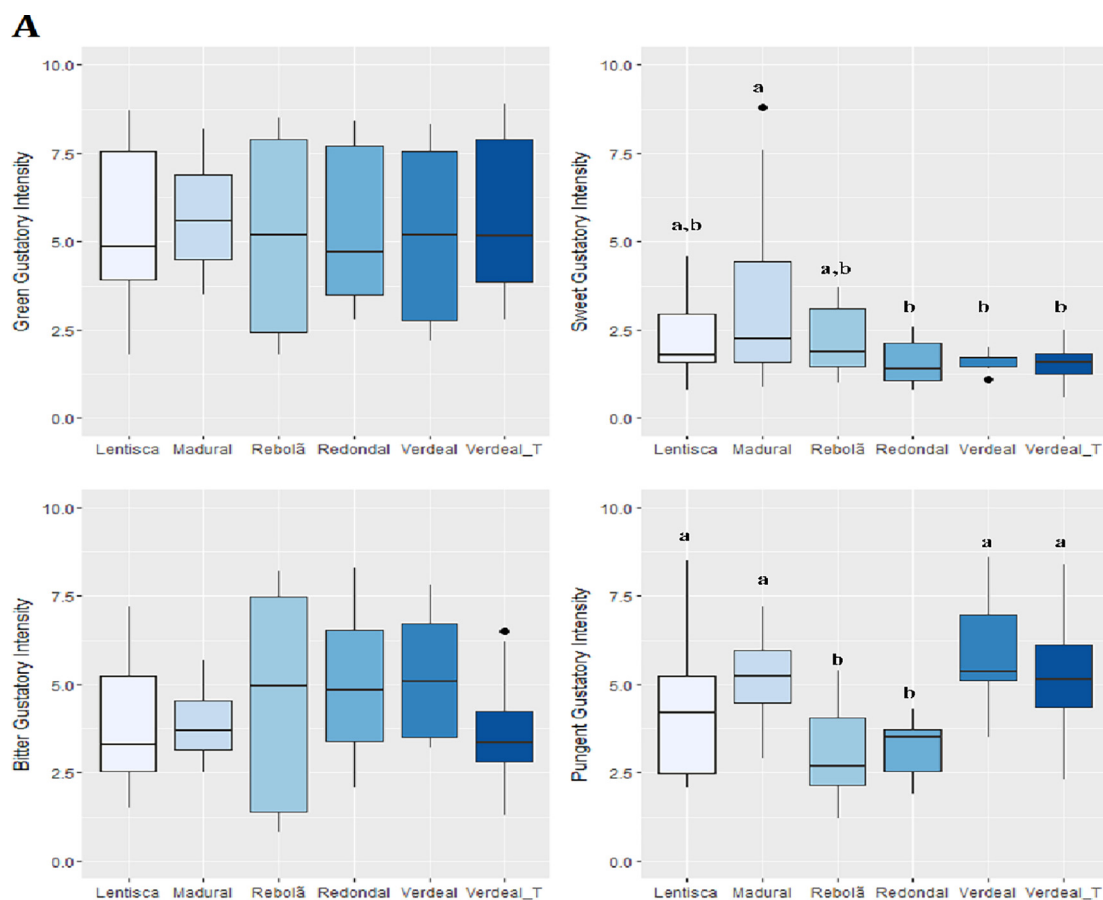 A
Green Gustatory Intensity
10.0
7.5
5.0
2.5
0.0
Lentisca Madural Rebolã Redondal Verdeal Verdeal_T
Sweet Gustatory Intensity
10.0
7.5
5.0
2.5
0.0
a,b
a
a,b
b
b
b
Lentisca Madural Rebolã Redondal Verdeal Verdeal_T
Bitter Gustatory Intensity
10.0
7.5
5.0
2.5
0.0
Lentisca Madural Rebolã Redondal Verdeal Verdeal_T
Pungent Gustatory Intensity
10.0
7.5
5.0
2.5
0.0
a
a
b
b
a
a
Lentisca Madural Rebolã Redondal Verdeal Verdeal_T